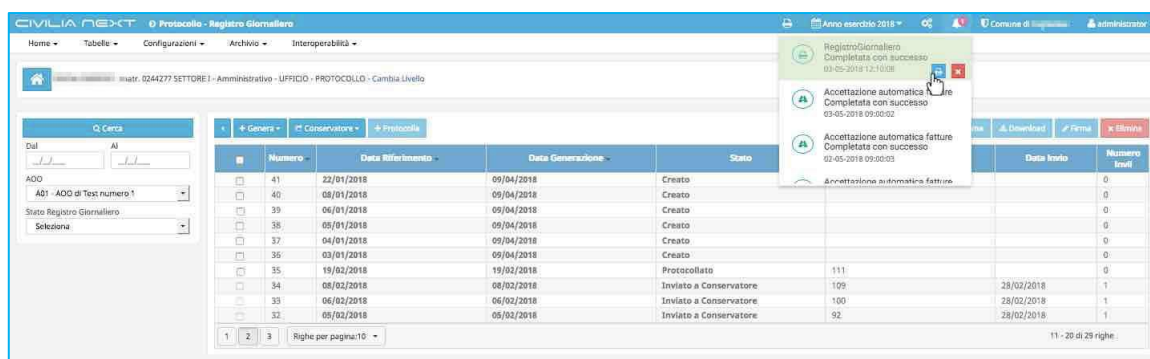 CIVILIA NEXT Protocollo - Registro Giornaliero Anno esercizio 2018 Comune di administrator
Home Tabelle Configurazioni Archivio Interoperabilità
matr. 0244277 SETTORE I - Amministrativo - UFFICIO - PROTOCOLLO - Cambia Livello
RegistroGiornaliero
Completata con successo
03-05-2018 12:10:08
Accettazione automatica fatture
Completata con successo
03-05-2018 09:00:02
Accettazione automatica fatture
Completata con successo
02-05-2018 09:00:03
Accettazione automatica fatture
Cerca
Dal Al
_/_/___ _/_/___
AOO
A01 - AOO di Test numero 1
Stato Registro Giornaliero
Seleziona
+ Genera Conservatore + Protocolla Download Firma x Elimina
Numero Data Riferimento Data Generazione Stato Data Invio Numero Invii
41 22/01/2018 09/04/2018 Creato 0
40 08/01/2018 09/04/2018 Creato 0
39 06/01/2018 09/04/2018 Creato 0
38 05/01/2018 09/04/2018 Creato 0
37 04/01/2018 09/04/2018 Creato 0
36 03/01/2018 09/04/2018 Creato 0
35 19/02/2018 19/02/2018 Protocollato 111 0
34 08/02/2018 08/02/2018 Inviato a Conservatore 109 28/02/2018 1
33 06/02/2018 06/02/2018 Inviato a Conservatore 100 28/02/2018 1
32 05/02/2018 05/02/2018 Inviato a Conservatore 92 28/02/2018 1
1 2 3 Righe per pagina:10 11 - 20 di 29 righe